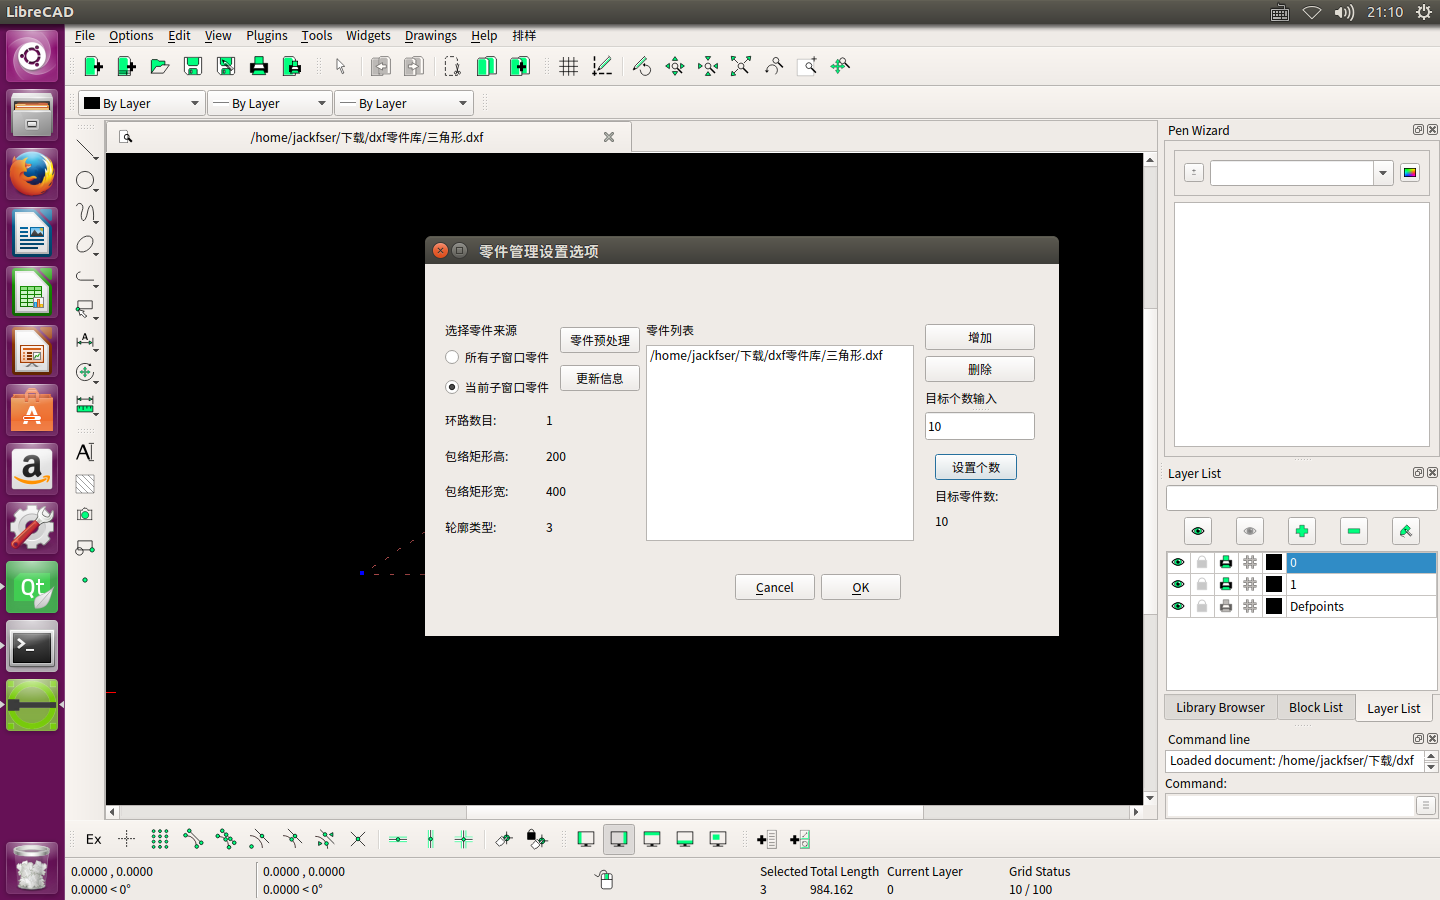 LibreCAD
21:10
File Options Edit View Plugins Tools Widgets Drawings Help 排样
By Layer By Layer By Layer
/home/jackfser/下载/dxf零件库/三角形.dxf
Pen Wizard
零件管理设置选项
选择零件来源
零件预处理
零件列表
增加
所有子窗口零件
/home/jackfser/下载/dxf零件库/三角形.dxf
删除
当前子窗口零件
更新信息
目标个数输入
环路数目: 1
10
包络矩形高: 200
设置个数
包络矩形宽: 400
目标零件数:
轮廓类型: 3
10
Cancel OK
Layer List
0
1
Defpoints
Library Browser Block List Layer List
Command line
Loaded document: /home/jackfser/下载/dxf
Command:
Ex
0.0000 , 0.0000 0.0000 , 0.0000 Selected Total Length Current Layer Grid Status
0.0000 < 0° 0.0000 < 0° 3 984.162 0 10 / 100